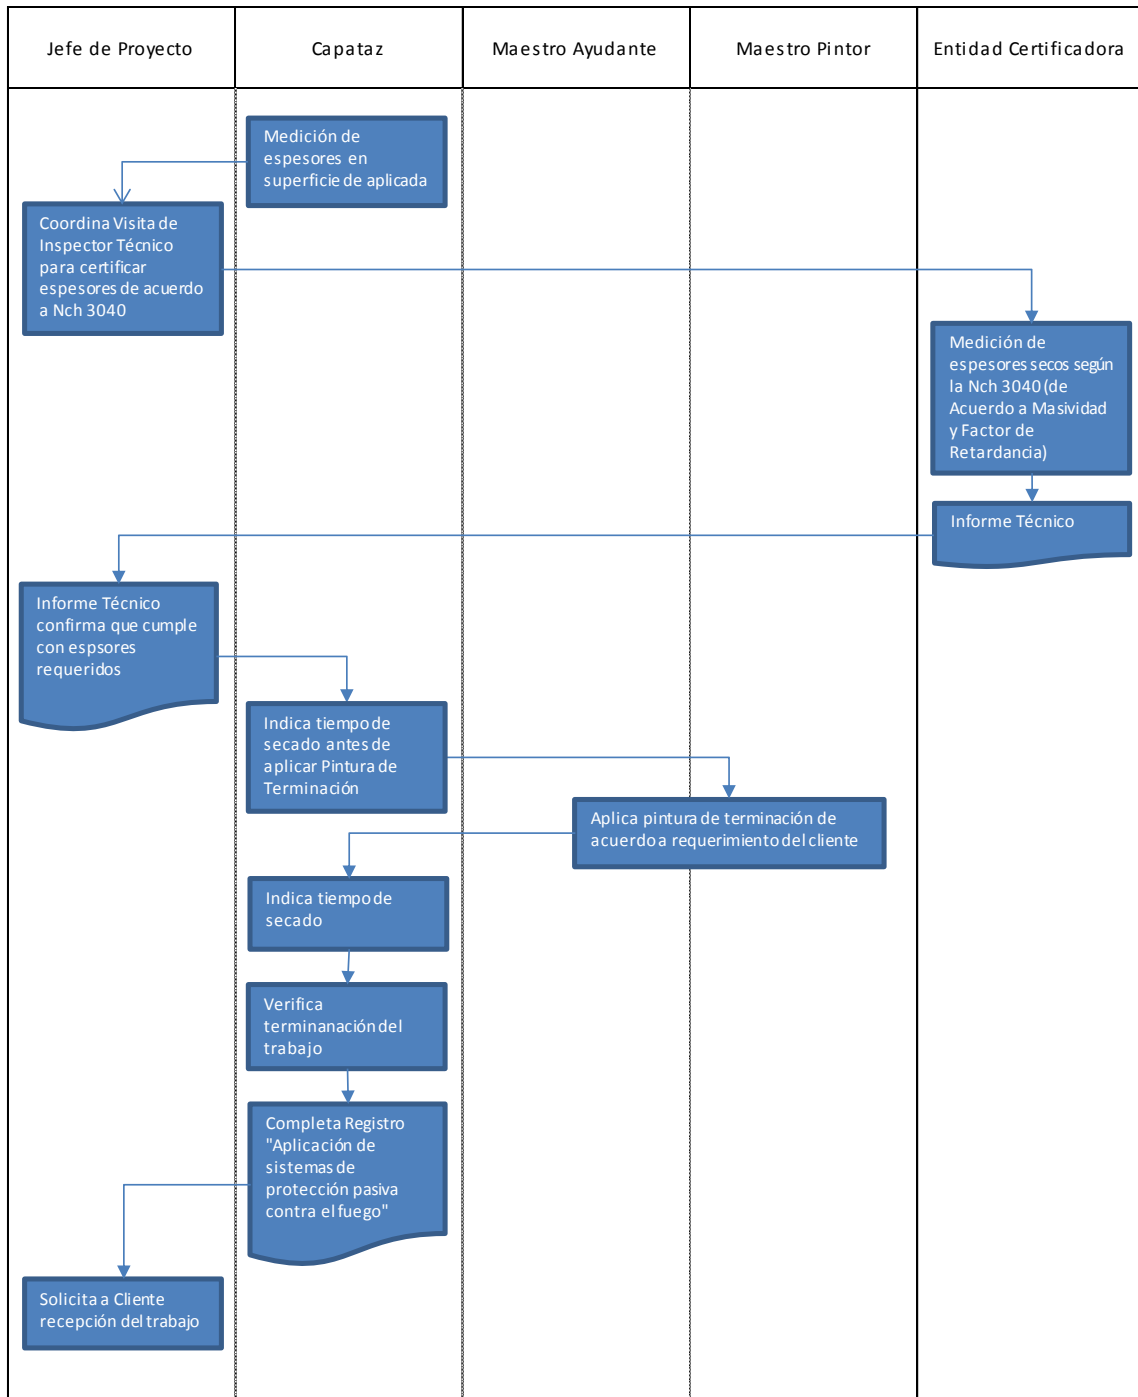 Jefe de Proyecto
Capataz
Maestro Ayudante
Maestro Pintor
Entidad Certificadora
Medición de
espesores en
superficie de aplicada
Coordina Visita de
Inspector Técnico
para certificar
espesores de acuerdo
a Nch 3040
Medición de
espesores secos según
la Nch 3040 (de
Acuerdo a Masividad
y Factor de
Retardancia)
Informe Técnico
Informe Técnico
confirma que cumple
con espsores
requeridos
Indica tiempo de
secado antes de
aplicar Pintura de
Terminación
Aplica pintura de terminación de
acuerdo a requerimiento del cliente
Indica tiempo de
secado
Verifica
terminanación del
trabajo
Completa Registro
"Aplicación de
sistemas de
protección pasiva
contra el fuego"
Solicita a Cliente
recepción del trabajo